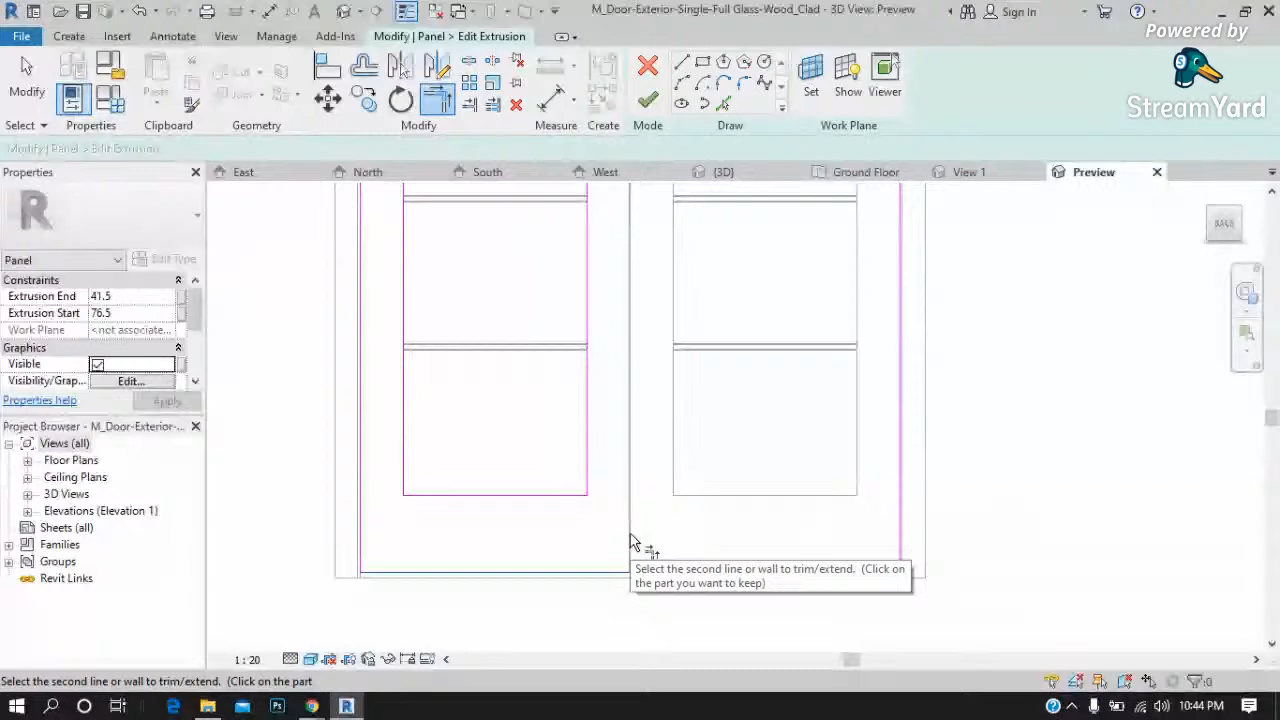 M_Door-Exterior-Single-Full Glass-Wood_Clad - 3D View: Preview
Sign In
Powered by
StreamYard
File
Create
Insert
Annotate
View
Manage
Add-Ins
Modify | Panel > Edit Extrusion
Modify
Set
Show
Viewer
Select
Properties
Clipboard
Geometry
Modify
Measure
Create
Mode
Draw
Work Plane
Modify | Panel > Edit Extrusion
Properties
East
North
South
West
{3D}
Ground Floor
View 1
Preview
BACK
Panel
Edit Type
Constraints
Extrusion End 41.5
Extrusion Start 76.5
Work Plane <not associate...
Graphics
Visible
Visibility/Grap... Edit...
Properties help
Apply
Project Browser - M_Door-Exterior-...
Views (all)
Floor Plans
Ceiling Plans
3D Views
Elevations (Elevation 1)
Sheets (all)
Families
Groups
Revit Links
Select the second line or wall to trim/extend. (Click on
the part you want to keep)
1 : 20
Select the second line or wall to trim/extend. (Click on the part
:0
10:44 PM